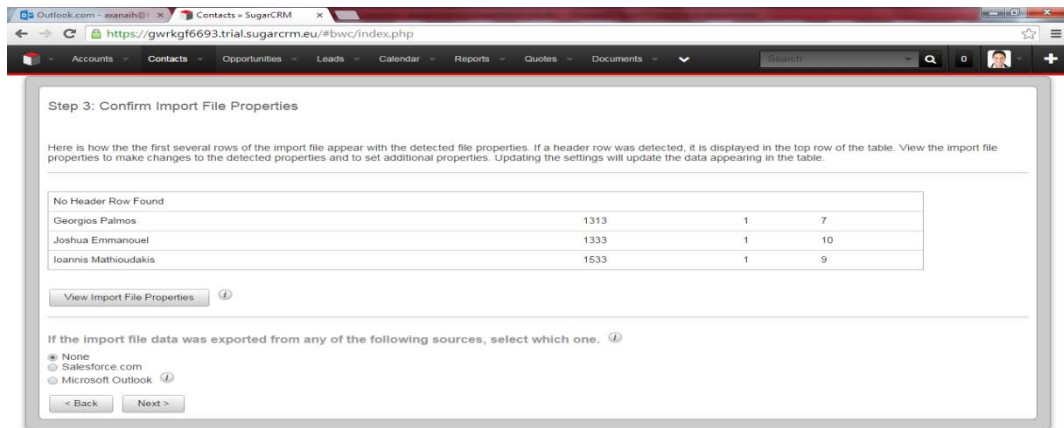 Outlook.com - axanaih@ × Contacts » SugarCRM ×
https://gwrkgf6693.trial.sugarcrm.eu/#bwc/index.php
Accounts Contacts Opportunities Leads Calendar Reports Quotes Documents Search 0
Step 3: Confirm Import File Properties
Here is how the the first several rows of the import file appear with the detected file properties. If a header row was detected, it is displayed in the top row of the table. View the import file
properties to make changes to the detected properties and to set additional properties. Updating the settings will update the data appearing in the table.
No Header Row Found
Georgios Palmos 1313 1 7
Joshua Emmanouel 1333 1 10
Ioannis Mathioudakis 1533 1 9
View Import File Properties i
If the import file data was exported from any of the following sources, select which one. i
None
Salesforce.com
Microsoft Outlook i
< Back Next >